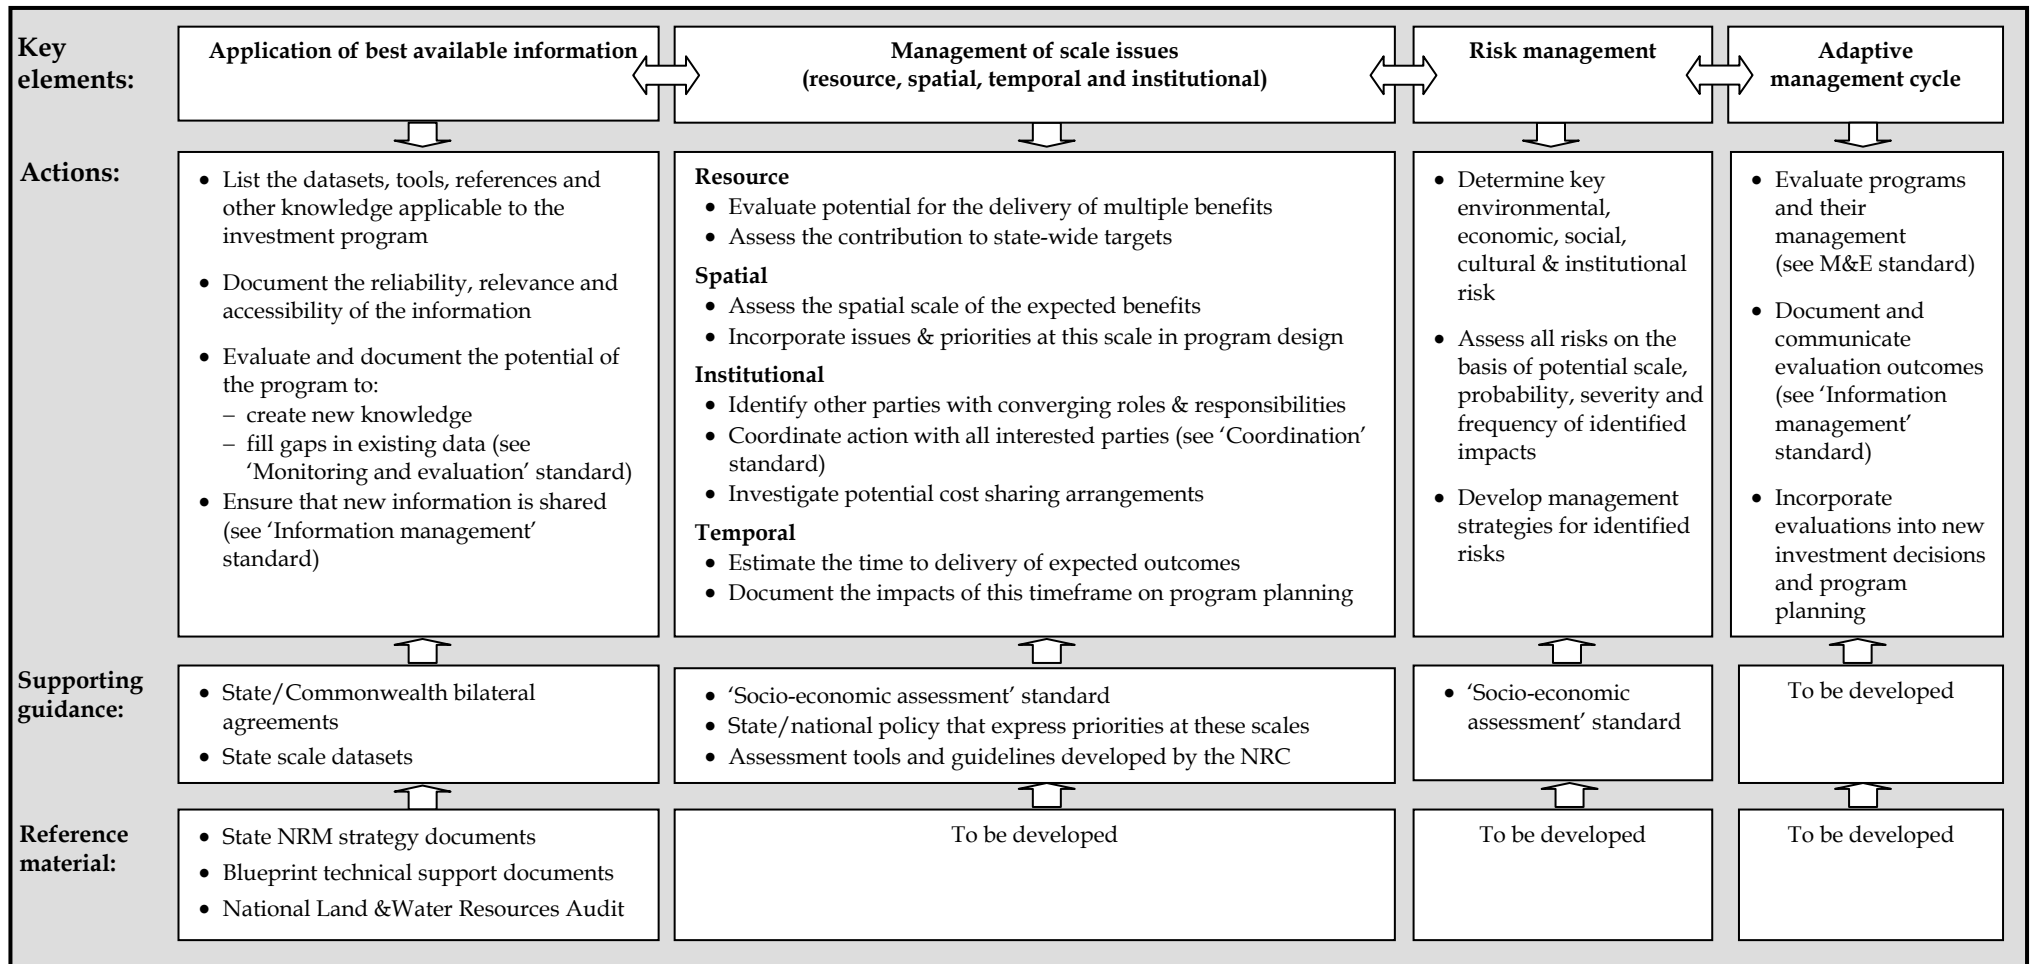 Key
elements:
Application of best available information
Management of scale issues
(resource, spatial, temporal and institutional)
Risk management
Adaptive
management cycle
Actions:
• List the datasets, tools, references and
other knowledge applicable to the
investment program
• Document the reliability, relevance and
accessibility of the information
• Evaluate and document the potential of
the program to:
– create new knowledge
– fill gaps in existing data (see
‘Monitoring and evaluation’ standard)
• Ensure that new information is shared
(see ‘Information management’
standard)
Resource
• Evaluate potential for the delivery of multiple benefits
• Assess the contribution to state-wide targets
Spatial
• Assess the spatial scale of the expected benefits
• Incorporate issues & priorities at this scale in program design
Institutional
• Identify other parties with converging roles & responsibilities
• Coordinate action with all interested parties (see ‘Coordination’
standard)
• Investigate potential cost sharing arrangements
Temporal
• Estimate the time to delivery of expected outcomes
• Document the impacts of this timeframe on program planning
• Determine key
environmental,
economic, social,
cultural & institutional
risk
• Assess all risks on the
basis of potential scale,
probability, severity and
frequency of identified
impacts
• Develop management
strategies for identified
risks
• Evaluate programs
and their
management
(see M&E standard)
• Document and
communicate
evaluation outcomes
(see ‘Information
management’
standard)
• Incorporate
evaluations into new
investment decisions
and program
planning
Supporting
guidance:
• State/Commonwealth bilateral
agreements
• State scale datasets
• ‘Socio-economic assessment’ standard
• State/national policy that express priorities at these scales
• Assessment tools and guidelines developed by the NRC
• ‘Socio-economic
assessment’ standard
To be developed
Reference
material:
• State NRM strategy documents
• Blueprint technical support documents
• National Land &Water Resources Audit
To be developed
To be developed
To be developed